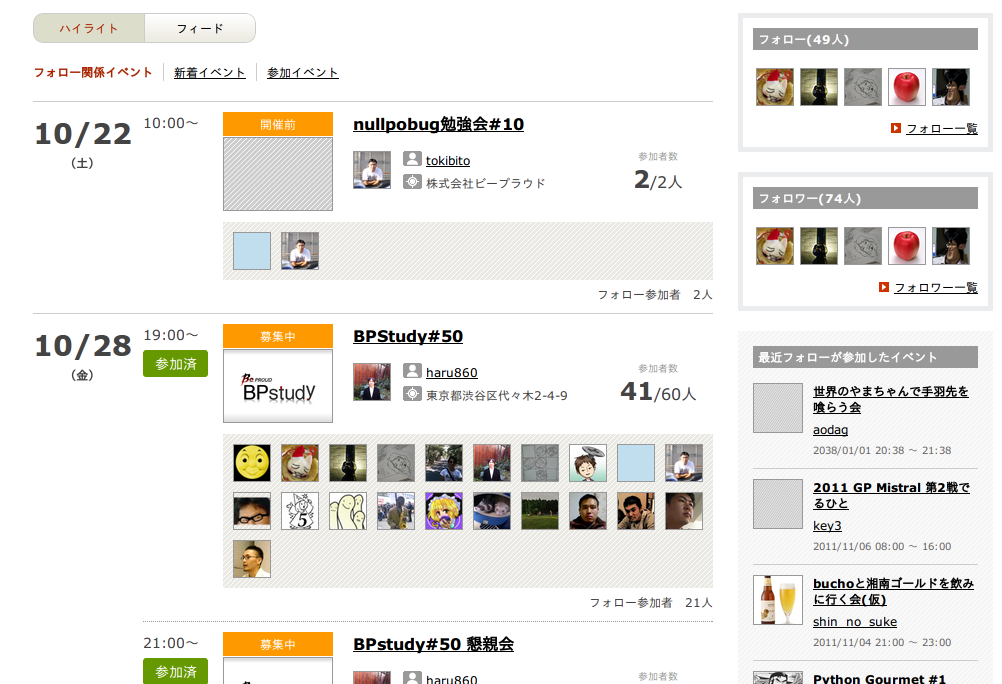 ハイライト
フィード
フォロー関係イベント
新着イベント
参加イベント
10/22
(土)
10:00〜
開催前
nullpobug勉強会#10
tokibito
株式会社ビープラウド
参加者数
2/2人
フォロー参加者 2人
10/28
(金)
19:00〜
参加済
募集中
Be PROUD
BPstudy
BPStudy#50
haru860
東京都渋谷区代々木2-4-9
参加者数
41/60人
5
フォロー参加者 21人
21:00〜
参加済
募集中
BPstudy#50 懇親会
haru860
参加者数
フォロー(49人)
フォロー一覧
フォロワー(74人)
フォロワー一覧
最近フォローが参加したイベント
世界のやまちゃんで手羽先を
喰らう会
aodag
2038/01/01 20:38 〜 21:38
2011 GP Mistral 第2戦で
るひと
key3
2011/11/06 08:00 〜 16:00
buchoと湘南ゴールドを飲み
に行く会(仮)
shin_no_suke
2011/11/04 21:00 〜 23:00
Python Gourmet #1